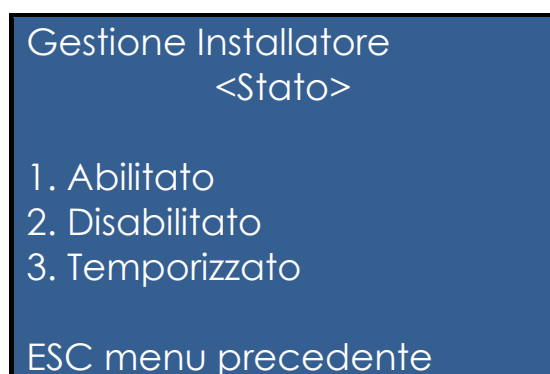 Gestione Installatore
<Stato>
1. Abilitato
2. Disabilitato
3. Temporizzato
ESC menu precedente